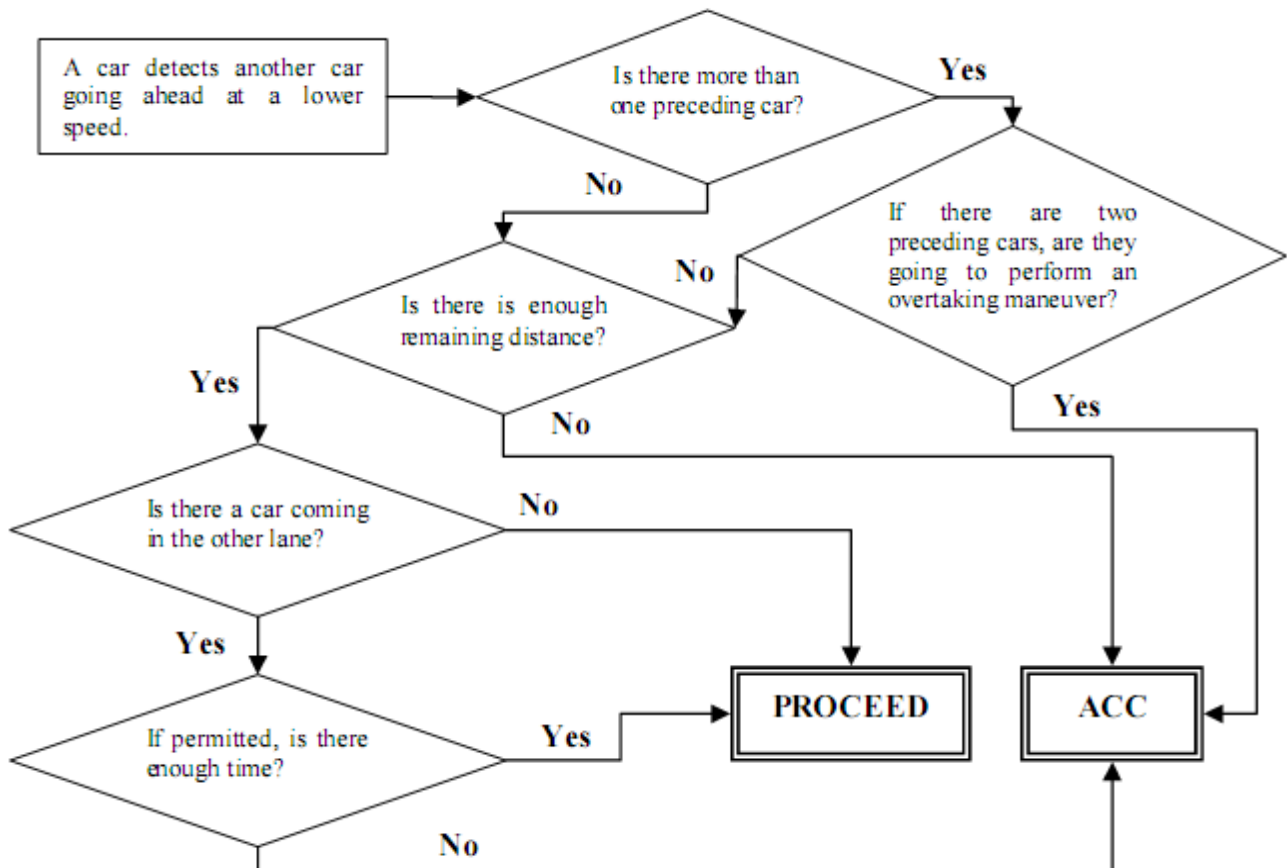 A car detects another car
going ahead at a lower
speed.
Is there more than
one preceding car?
Yes
No
If there are two
preceding cars, are they
going to perform an
overtaking maneuver?
No
Is there is enough
remaining distance?
Yes
No
Yes
Is there a car coming
in the other lane?
No
Yes
PROCEED
ACC
If permitted, is there
enough time?
Yes
No